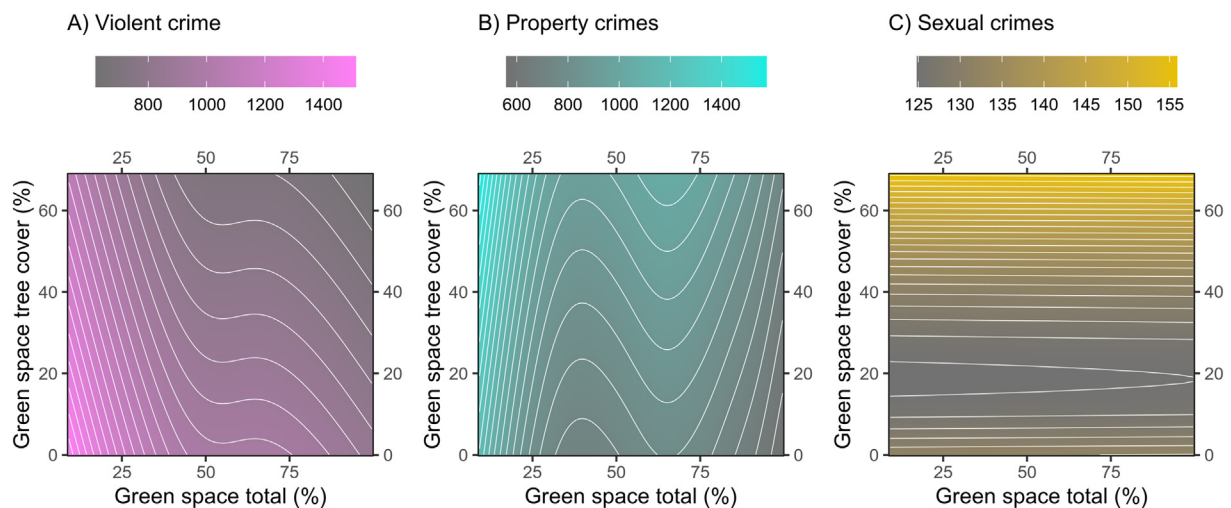 A) Violent crime
B) Property crimes
C) Sexual crimes
800 1000 1200 1400
600 800 1000 1200 1400
125 130 135 140 145 150 155
25 50 75
25 50 75
25 50 75
Green space tree cover (%)
60 60
40 40
20 20
0 0
25 50 75
Green space total (%)
Green space tree cover (%)
60 60
40 40
20 20
0 0
25 50 75
Green space total (%)
Green space tree cover (%)
60 60
40 40
20 20
0 0
25 50 75
Green space total (%)